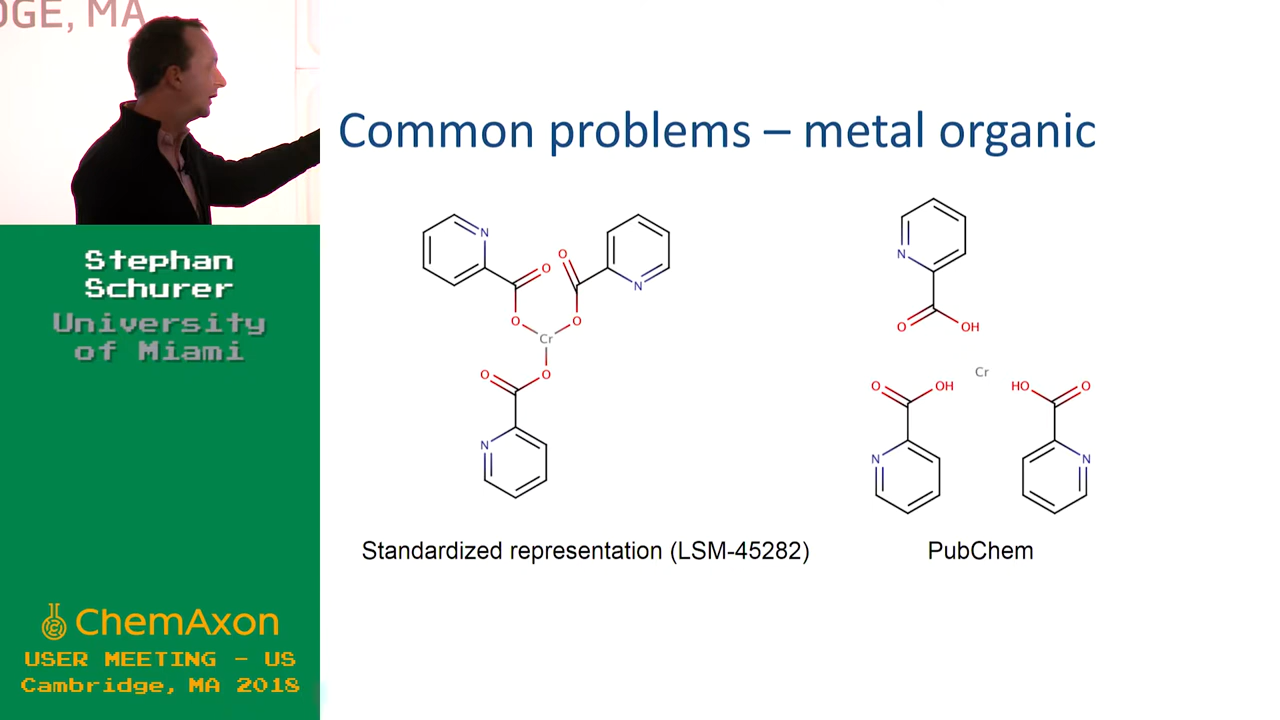 DGE, MA
Common problems – metal organic
Stephan
Schurer
University
of Miami
N
O
O
O
N
O
Cr
O
O
N
N
O
OH
Cr
O
OH
HO
O
N
N
Standardized representation (LSM-45282)
PubChem
ChemAxon
USER MEETING - US
Cambridge, MA 2018